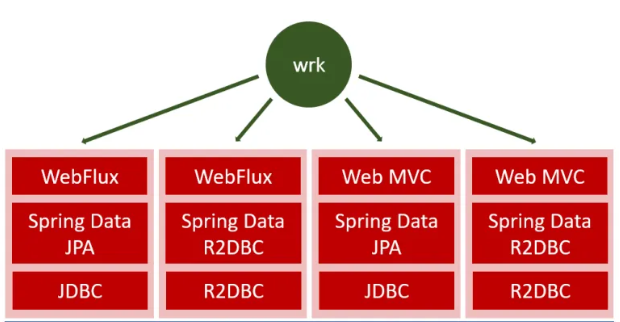 wrk
WebFlux
WebFlux
Web MVC
Web MVC
Spring Data
JPA
Spring Data
R2DBC
Spring Data
JPA
Spring Data
R2DBC
JDBC
R2DBC
JDBC
R2DBC